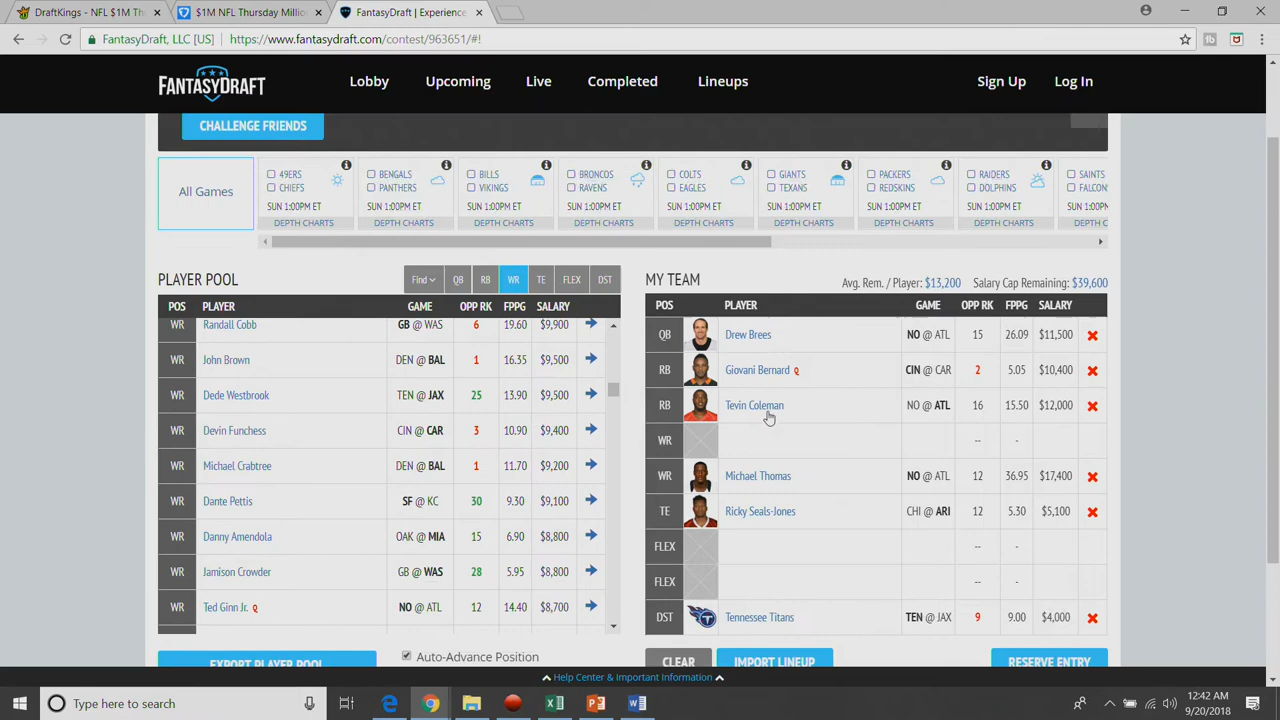 DraftKings - NFL $1M Th
$1M NFL Thursday Millio
FantasyDraft | Experience
FantasyDraft, LLC [US]
https://www.fantasydraft.com/contest/963651/#!
FANTASYDRAFT
Lobby
Upcoming
Live
Completed
Lineups
Sign Up
Log In
CHALLENGE FRIENDS
All Games
49ERS
CHIEFS
SUN 1:00PM ET
DEPTH CHARTS
BENGALS
PANTHERS
SUN 1:00PM ET
DEPTH CHARTS
BILLS
VIKINGS
SUN 1:00PM ET
DEPTH CHARTS
BRONCOS
RAVENS
SUN 1:00PM ET
DEPTH CHARTS
COLTS
EAGLES
SUN 1:00PM ET
DEPTH CHARTS
GIANTS
TEXANS
SUN 1:00PM ET
DEPTH CHARTS
PACKERS
REDSKINS
SUN 1:00PM ET
DEPTH CHARTS
RAIDERS
DOLPHINS
SUN 1:00PM ET
DEPTH CHARTS
SAINTS
FALCON
SUN 1:00PM
DEPTH CH
PLAYER POOL
Find QB RB WR TE FLEX DST
POS PLAYER GAME OPP RK FPPG SALARY
WR Randall Cobb GB @ WAS 6 19.60 $9,900
WR John Brown DEN @ BAL 1 16.35 $9,500
WR Dede Westbrook TEN @ JAX 25 13.90 $9,500
WR Devin Funchess CIN @ CAR 3 10.90 $9,400
WR Michael Crabtree DEN @ BAL 1 11.70 $9,200
WR Dante Pettis SF @ KC 30 9.30 $9,100
WR Danny Amendola OAK @ MIA 15 6.90 $8,800
WR Jamison Crowder GB @ WAS 28 5.95 $8,800
WR Ted Ginn Jr. Q NO @ ATL 12 14.40 $8,700
EXPORT PLAYER POOL
Auto-Advance Position
MY TEAM
Avg. Rem. / Player: $13,200 Salary Cap Remaining: $39,600
POS PLAYER GAME OPP RK FPPG SALARY
QB Drew Brees NO @ ATL 15 26.09 $11,500
RB Giovani Bernard Q CIN @ CAR 2 5.05 $10,400
RB Tevin Coleman NO @ ATL 16 15.50 $12,000
WR -- -
WR Michael Thomas NO @ ATL 12 36.95 $17,400
TE Ricky Seals-Jones CHI @ ARI 12 5.30 $5,100
FLEX -- -
FLEX -- -
DST Tennessee Titans TEN @ JAX 9 9.00 $4,000
CLEAR
IMPORT LINEUP
RESERVE ENTRY
Help Center & Important Information
Type here to search
12:42 AM
9/20/2018